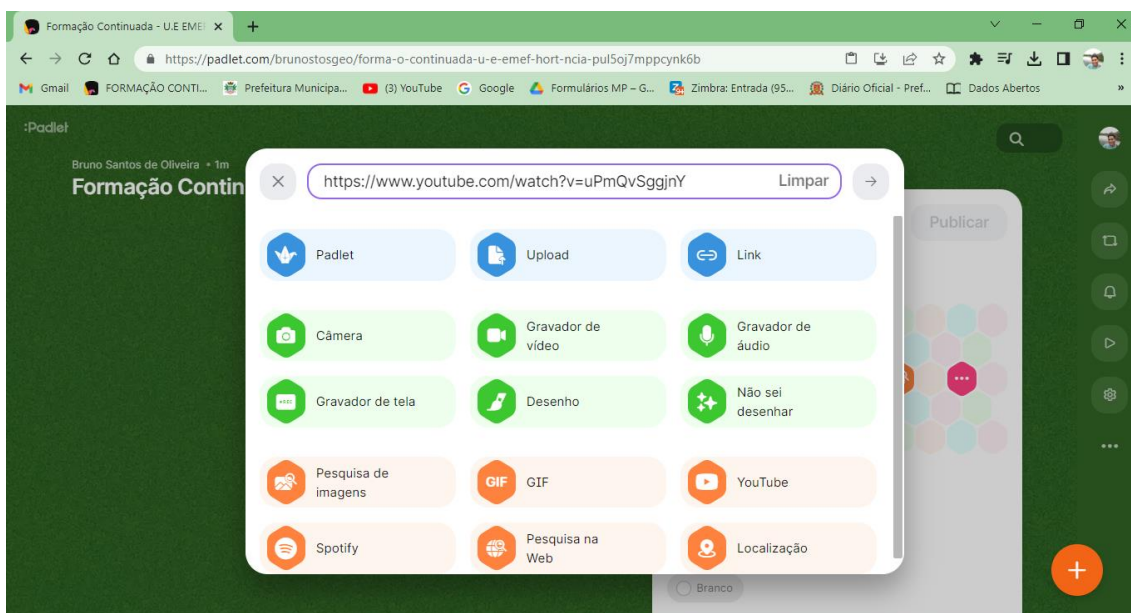 Formação Continuada - U.E EMEI
https://padlet.com/brunostosgeo/forma-o-continuada-u-e-emef-hort-ncia-pul5oj7mppcynk6b
Gmail FORMAÇÃO CONTI... Prefeitura Municipa... (3) YouTube Google Formulários MP – G... Zimbra: Entrada (95... Diário Oficial - Pref... Dados Abertos »
:Padlet
Bruno Santos de Oliveira • 1m
Formação Contin
https://www.youtube.com/watch?v=uPmQvSggjnY Limpar
Publicar
Padlet Upload Link
Câmera Gravador de vídeo Gravador de áudio
Gravador de tela Desenho Não sei desenhar
Pesquisa de imagens GIF GIF YouTube
Spotify Pesquisa na Web Localização
Branco